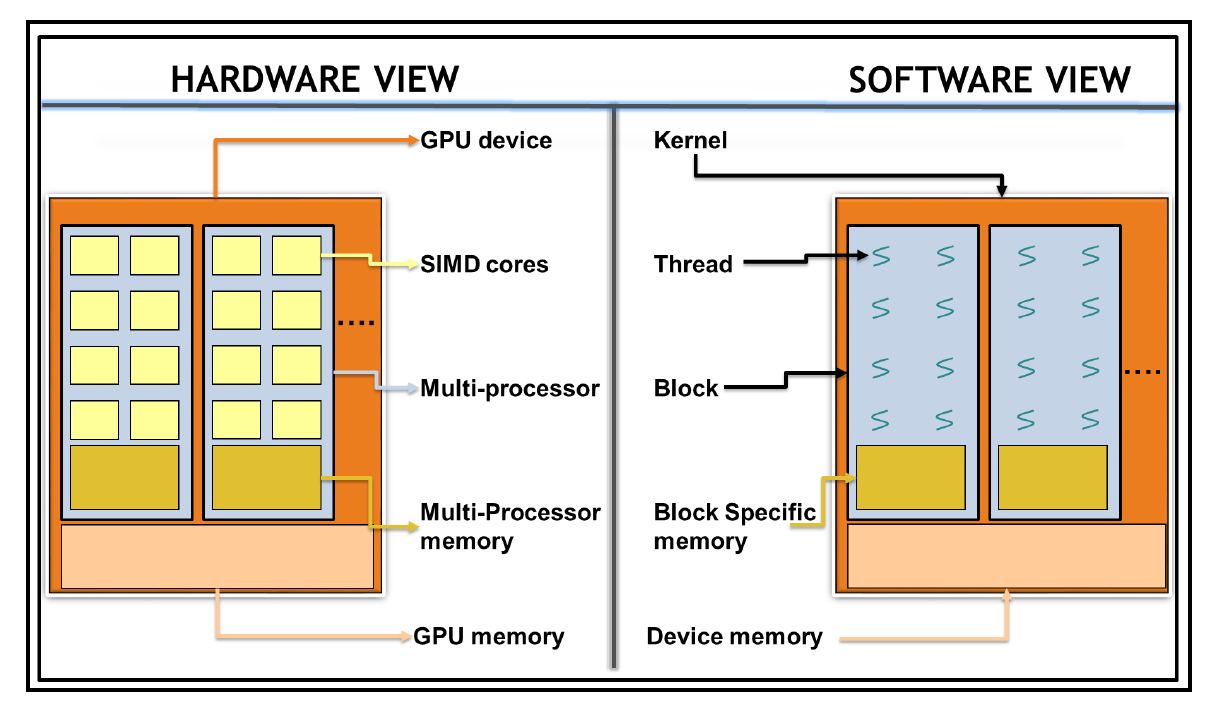 HARDWARE VIEW
SOFTWARE VIEW
GPU device
SIMD cores
....
Multi-processor
Multi-Processor
memory
GPU memory
Kernel
Thread
Block
....
Block Specific
memory
Device memory